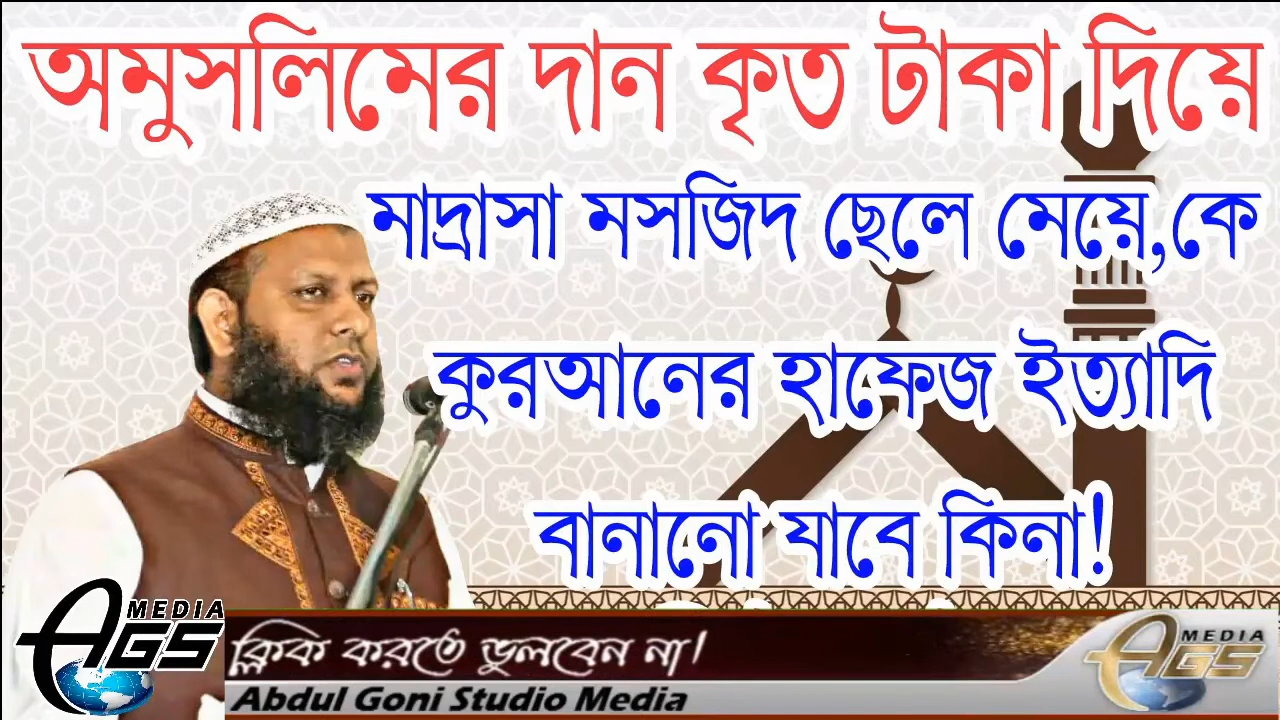 অমুসলিমের দান কৃত টাকা দিয়ে
মাদ্রাসা মসজিদ ছেলে মেয়ে,কে
কুরআনের হাফেজ ইত্যাদি
বানানো যাবে কিনা!
MEDIA
AGS
ক্লিক করতে ভুলবেন না!
Abdul Goni Studio Media
MEDIA
AGS